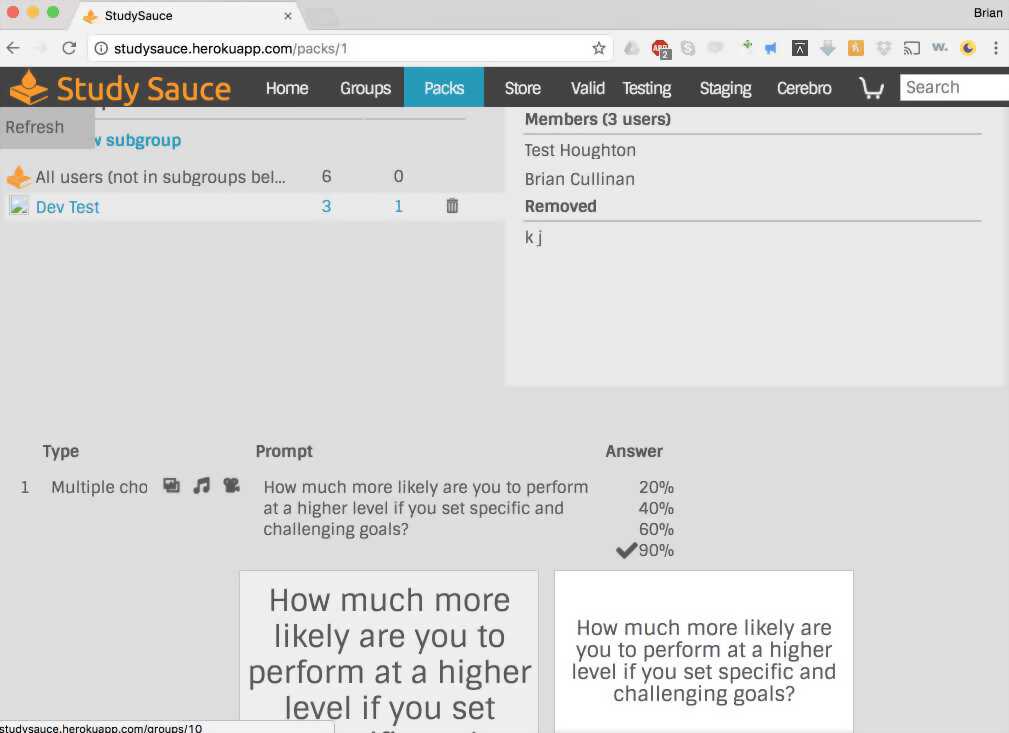 StudySauce
Brian
studysauce.herokuapp.com/packs/1
ABP
2
W.
Study Sauce
Home
Groups
Packs
Store
Valid
Testing
Staging
Cerebro
Search
Refresh
w subgroup
All users (not in subgroups bel... 6 0
Dev Test 3 1
Members (3 users)
Test Houghton
Brian Cullinan
Removed
k j
Type Prompt Answer
1 Multiple cho
How much more likely are you to perform
at a higher level if you set specific and
challenging goals?
20%
40%
60%
90%
How much more
likely are you to
perform at a higher
level if you set
How much more likely are
you to perform at a higher
level if you set specific and
challenging goals?
studysauce.herokuapp.com/groups/10